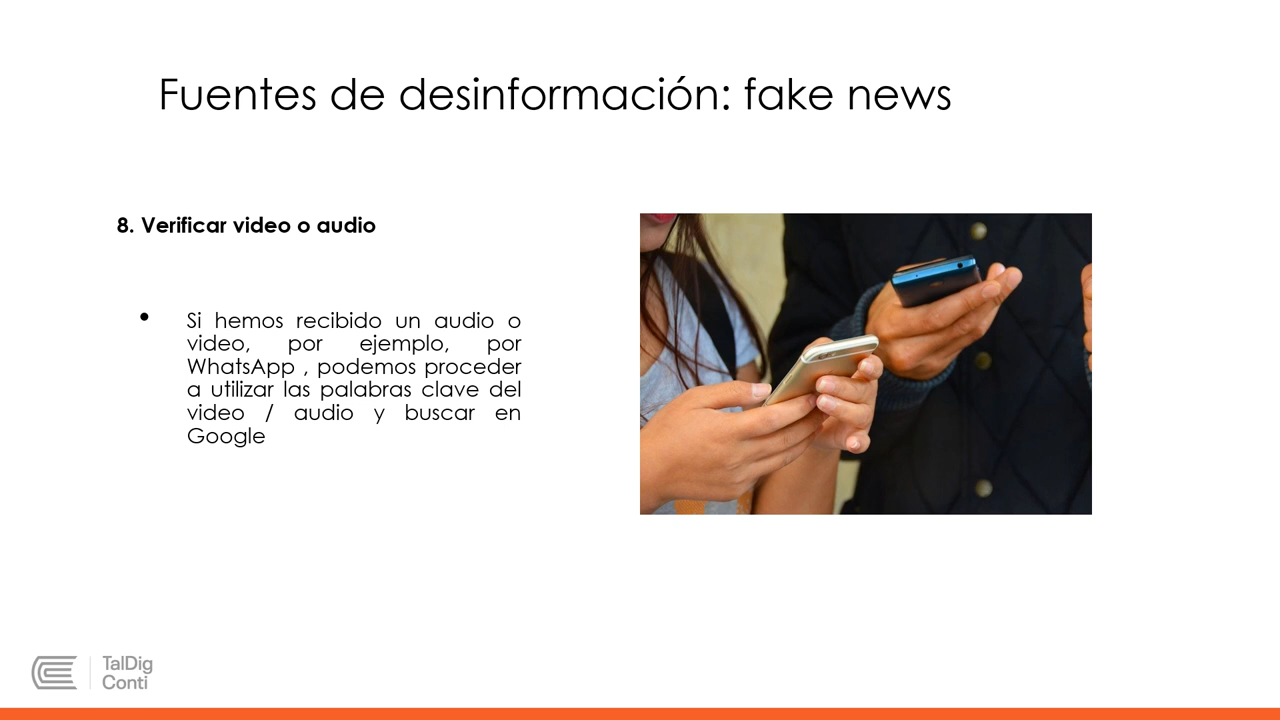 Fuentes de desinformación: fake news
8. Verificar video o audio
• Si hemos recibido un audio o
video, por ejemplo, por
WhatsApp , podemos proceder
a utilizar las palabras clave del
video / audio y buscar en
Google
TalDig
Conti